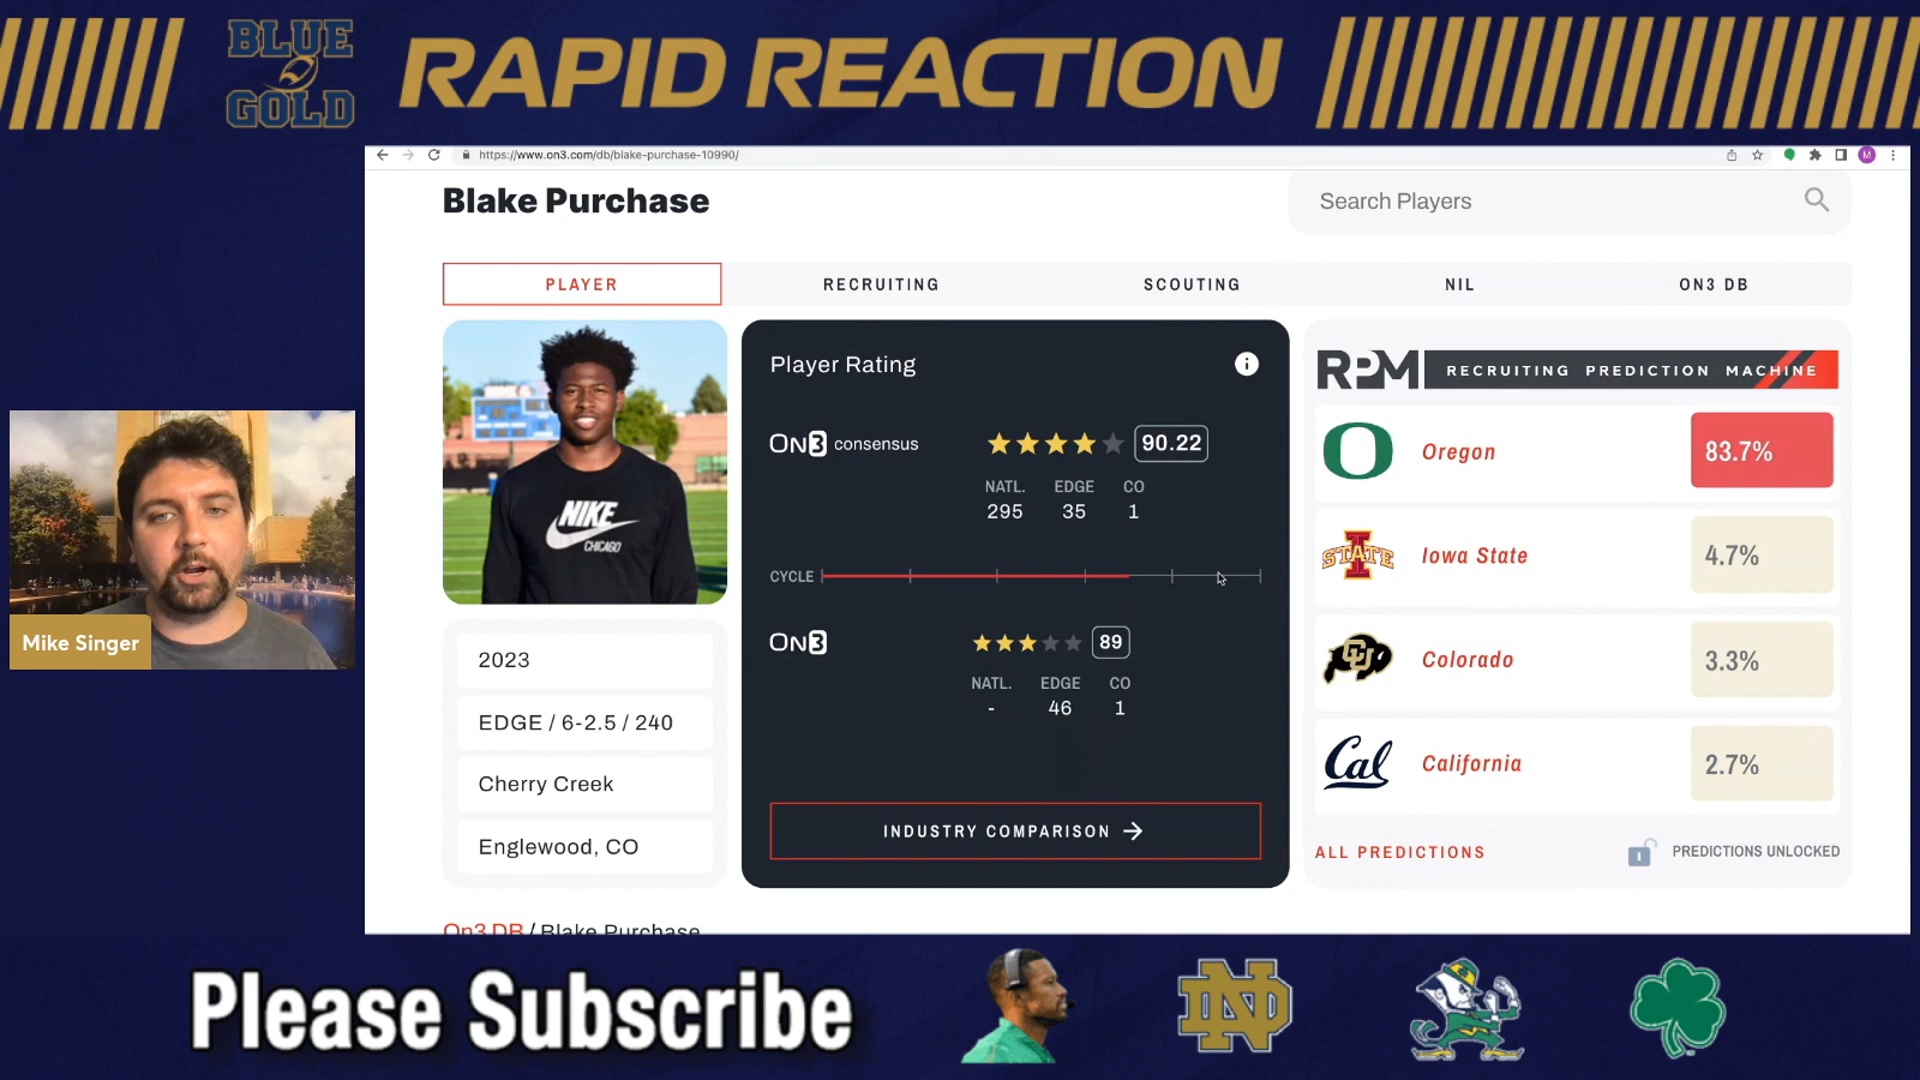 BLUE
GOLD
RAPID REACTION
https://www.on3.com/db/blake-purchase-10990/
M
Blake Purchase
Search Players
PLAYER
RECRUITING
SCOUTING
NIL
ON3 DB
NIKE
CHICAGO
2023
EDGE / 6-2.5 / 240
Cherry Creek
Englewood, CO
On3 DB / Blake Purchase
Player Rating
ON3 consensus
90.22
NATL. EDGE CO
295 35 1
CYCLE
ON3
89
NATL. EDGE CO
- 46 1
INDUSTRY COMPARISON →
RPM RECRUITING PREDICTION MACHINE
O Oregon 83.7%
I STATE Iowa State 4.7%
CU Colorado 3.3%
Cal California 2.7%
ALL PREDICTIONS
PREDICTIONS UNLOCKED
Mike Singer
Please Subscribe
ND